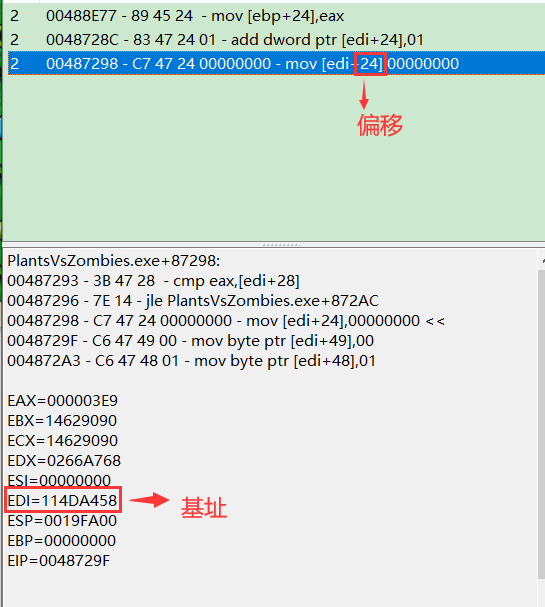 2 00488E77 - 89 45 24 - mov [ebp+24],eax
2 0048728C - 83 47 24 01 - add dword ptr [edi+24],01
2 00487298 - C7 47 24 00000000 - mov [edi+24],00000000
偏移
PlantsVsZombies.exe+87298:
00487293 - 3B 47 28 - cmp eax,[edi+28]
00487296 - 7E 14 - jle PlantsVsZombies.exe+872AC
00487298 - C7 47 24 00000000 - mov [edi+24],00000000 <<
0048729F - C6 47 49 00 - mov byte ptr [edi+49],00
004872A3 - C6 47 48 01 - mov byte ptr [edi+48],01
EAX=000003E9
EBX=14629090
ECX=14629090
EDX=0266A768
ESI=00000000
EDI=114DA458 基址
ESP=0019FA00
EBP=00000000
EIP=0048729F